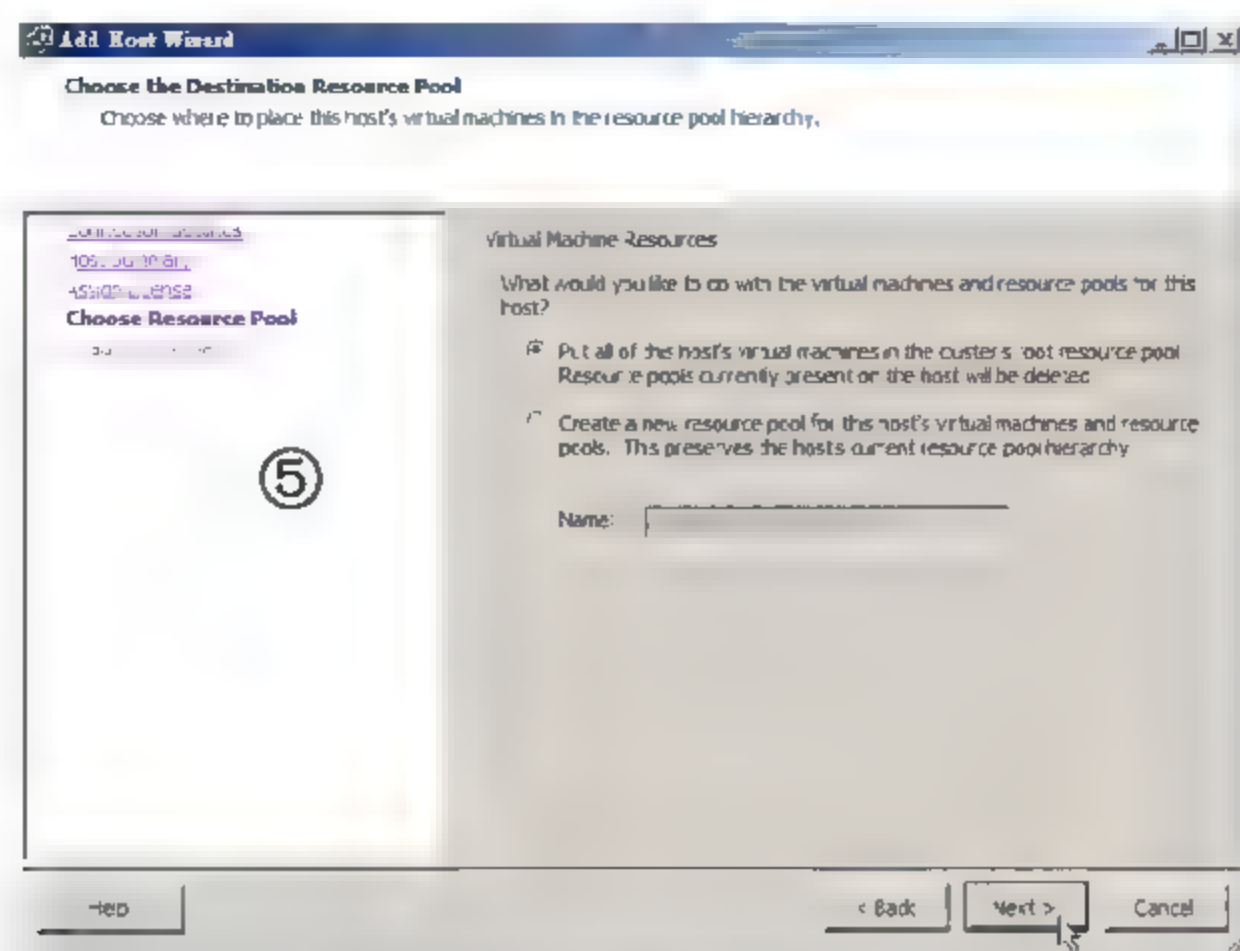 Add Host Wizard
Choose the Destination Resource Pool
Choose where to place this host's virtual machines in the resource pool hierarchy.
Assign License
Choose Resource Pool
⑤
Virtual Machine Resources
What would you like to do with the virtual machines and resource pools for this
host?
Put all of this host's virtual machines in the cluster's root resource pool.
Resource pools currently present on the host will be deleted.
Create a new resource pool for this host's virtual machines and resource
pools. This preserves the host's current resource pool hierarchy.
Name:
Help
< Back
Next >
Cancel